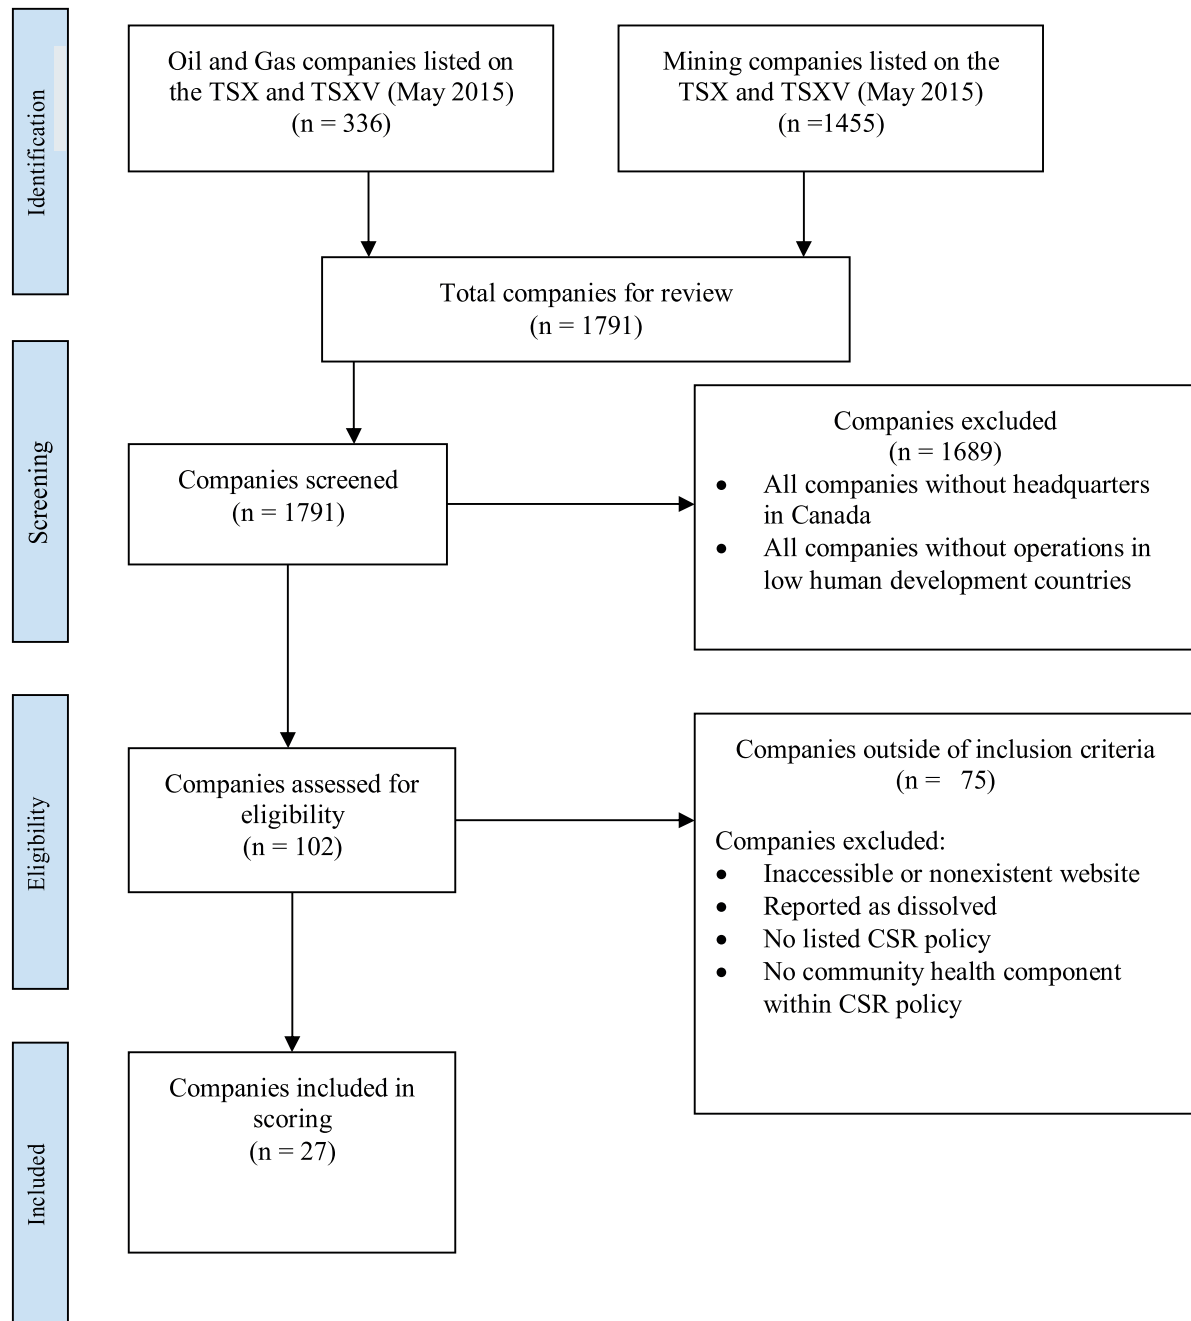 Identification
Oil and Gas companies listed on
the TSX and TSXV (May 2015)
(n = 336)
Mining companies listed on the
TSX and TSXV (May 2015)
(n =1455)
Total companies for review
(n = 1791)
Screening
Companies screened
(n = 1791)
Companies excluded
(n = 1689)
• All companies without headquarters
in Canada
• All companies without operations in
low human development countries
Eligibility
Companies assessed for
eligibility
(n = 102)
Companies outside of inclusion criteria
(n =   75)
Companies excluded:
• Inaccessible or nonexistent website
• Reported as dissolved
• No listed CSR policy
• No community health component
within CSR policy
Included
Companies included in
scoring
(n = 27)